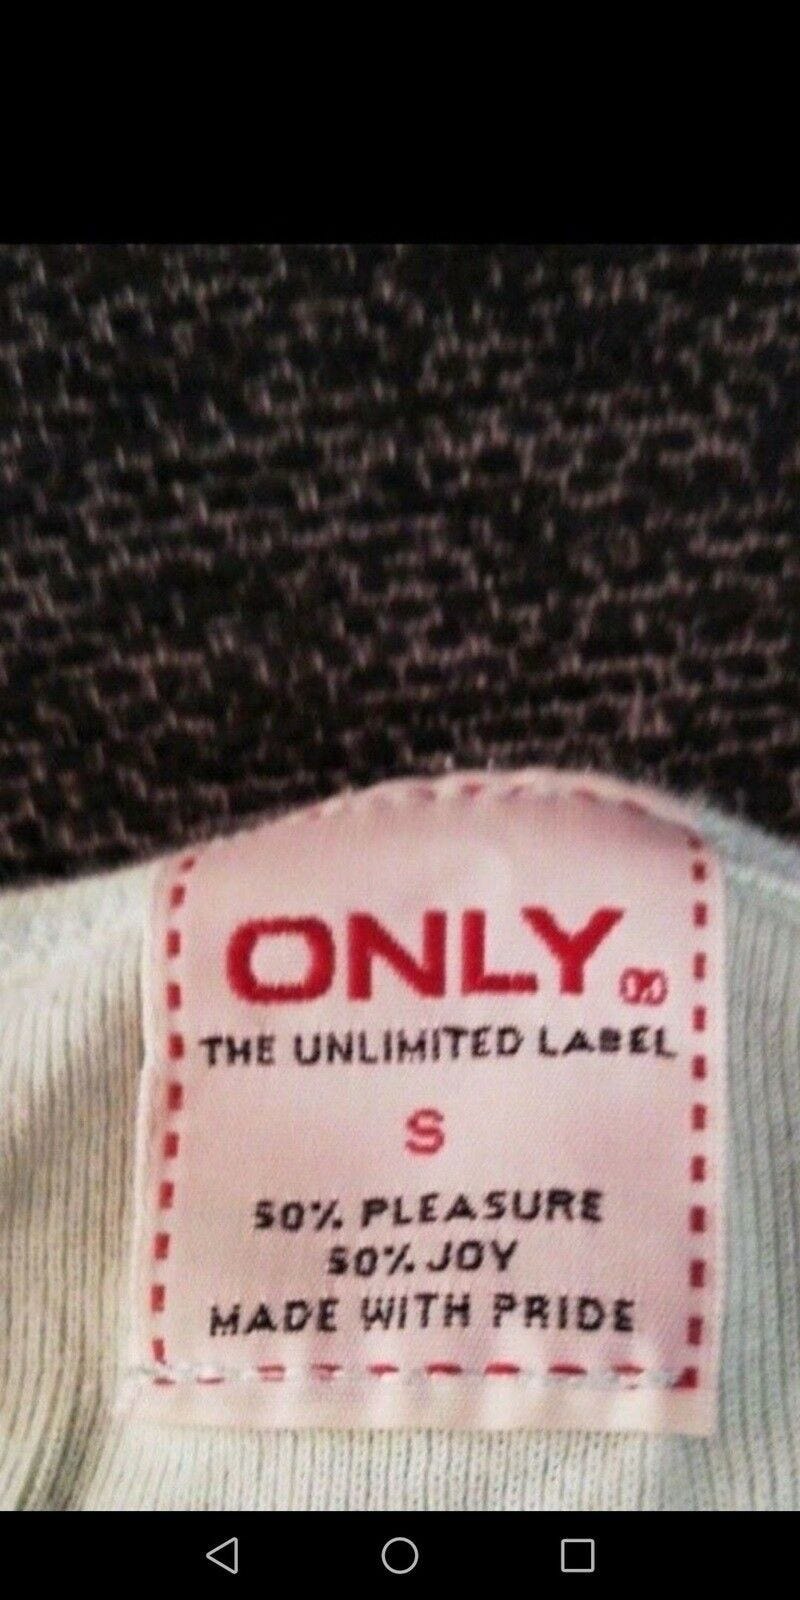 ONLY
THE UNLIMITED LABEL
S
50% PLEASURE
50% JOY
MADE WITH PRIDE